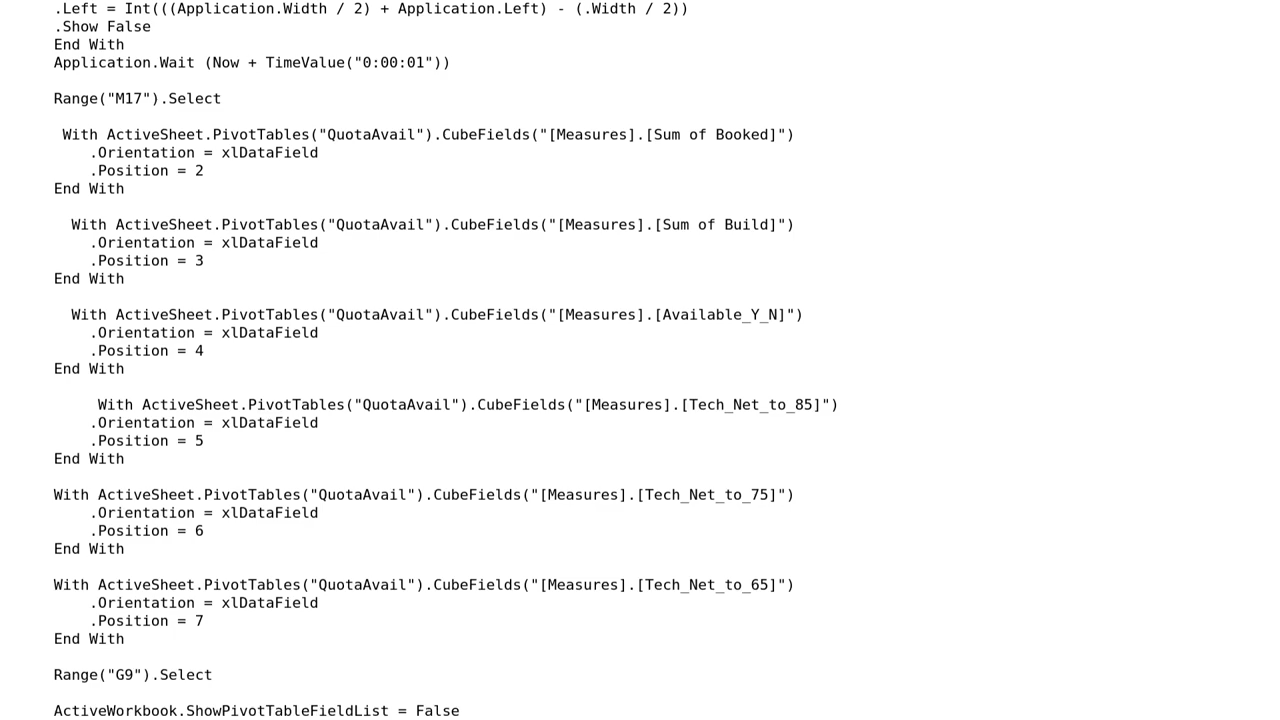 .Left = Int(((Application.Width / 2) + Application.Left) - (.Width / 2))
.Show False
End With
Application.Wait (Now + TimeValue("0:00:01"))
Range("M17").Select
With ActiveSheet.PivotTables("QuotaAvail").CubeFields("[Measures].[Sum of Booked]")
.Orientation = xlDataField
.Position = 2
End With
With ActiveSheet.PivotTables("QuotaAvail").CubeFields("[Measures].[Sum of Build]")
.Orientation = xlDataField
.Position = 3
End With
With ActiveSheet.PivotTables("QuotaAvail").CubeFields("[Measures].[Available_Y_N]")
.Orientation = xlDataField
.Position = 4
End With
With ActiveSheet.PivotTables("QuotaAvail").CubeFields("[Measures].[Tech_Net_to_85]")
.Orientation = xlDataField
.Position = 5
End With
With ActiveSheet.PivotTables("QuotaAvail").CubeFields("[Measures].[Tech_Net_to_75]")
.Orientation = xlDataField
.Position = 6
End With
With ActiveSheet.PivotTables("QuotaAvail").CubeFields("[Measures].[Tech_Net_to_65]")
.Orientation = xlDataField
.Position = 7
End With
Range("G9").Select
ActiveWorkbook.ShowPivotTableFieldList = False